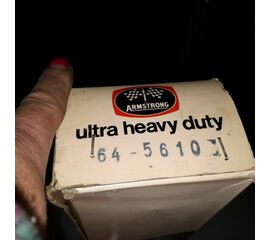 ARMSTRONG
ultra heavy duty
64-5610